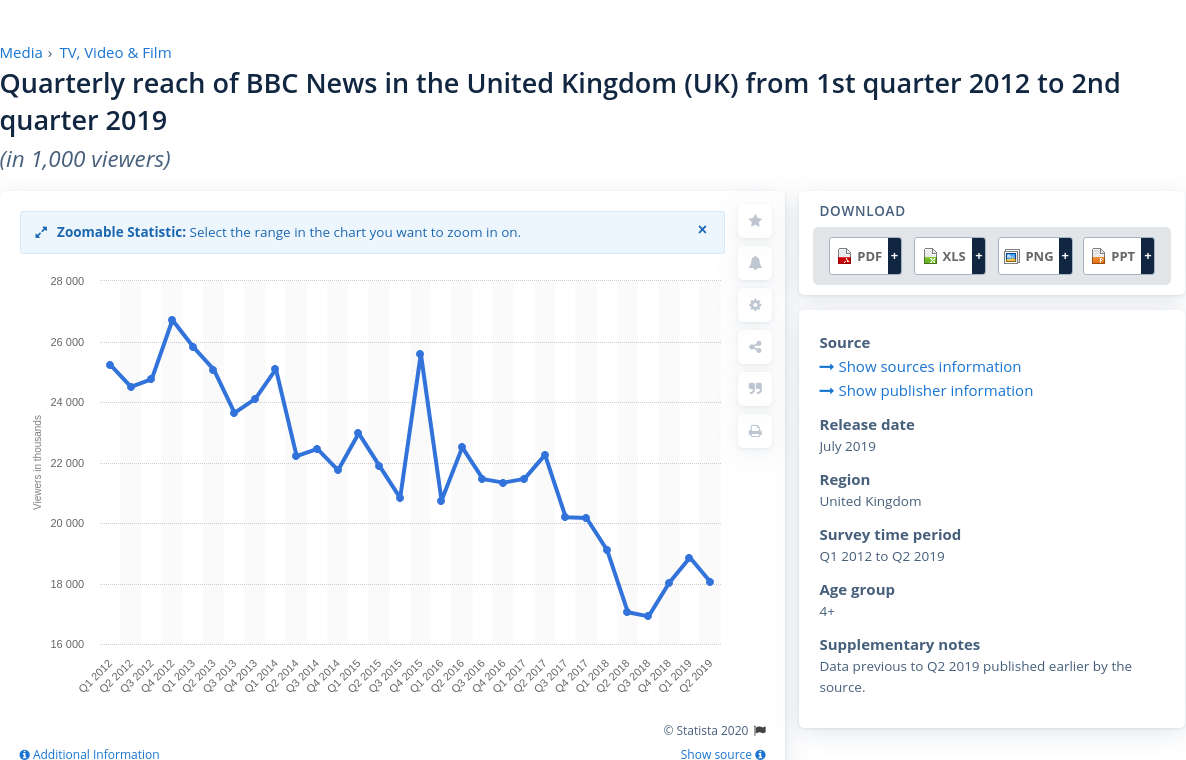 Media › TV, Video & Film
Quarterly reach of BBC News in the United Kingdom (UK) from 1st quarter 2012 to 2nd
quarter 2019
(in 1,000 viewers)
Zoomable Statistic: Select the range in the chart you want to zoom in on. ×
28 000
26 000
24 000
22 000
20 000
18 000
16 000
Viewers in thousands
Q1 2012
Q2 2012
Q3 2012
Q4 2012
Q1 2013
Q2 2013
Q3 2013
Q4 2013
Q1 2014
Q2 2014
Q3 2014
Q4 2014
Q1 2015
Q2 2015
Q3 2015
Q4 2015
Q1 2016
Q2 2016
Q3 2016
Q4 2016
Q1 2017
Q2 2017
Q3 2017
Q4 2017
Q1 2018
Q2 2018
Q3 2018
Q4 2018
Q1 2019
Q2 2019
© Statista 2020
Additional Information
Show source
DOWNLOAD
PDF + XLS + PNG + PPT +
Source
Show sources information
Show publisher information
Release date
July 2019
Region
United Kingdom
Survey time period
Q1 2012 to Q2 2019
Age group
4+
Supplementary notes
Data previous to Q2 2019 published earlier by the
source.